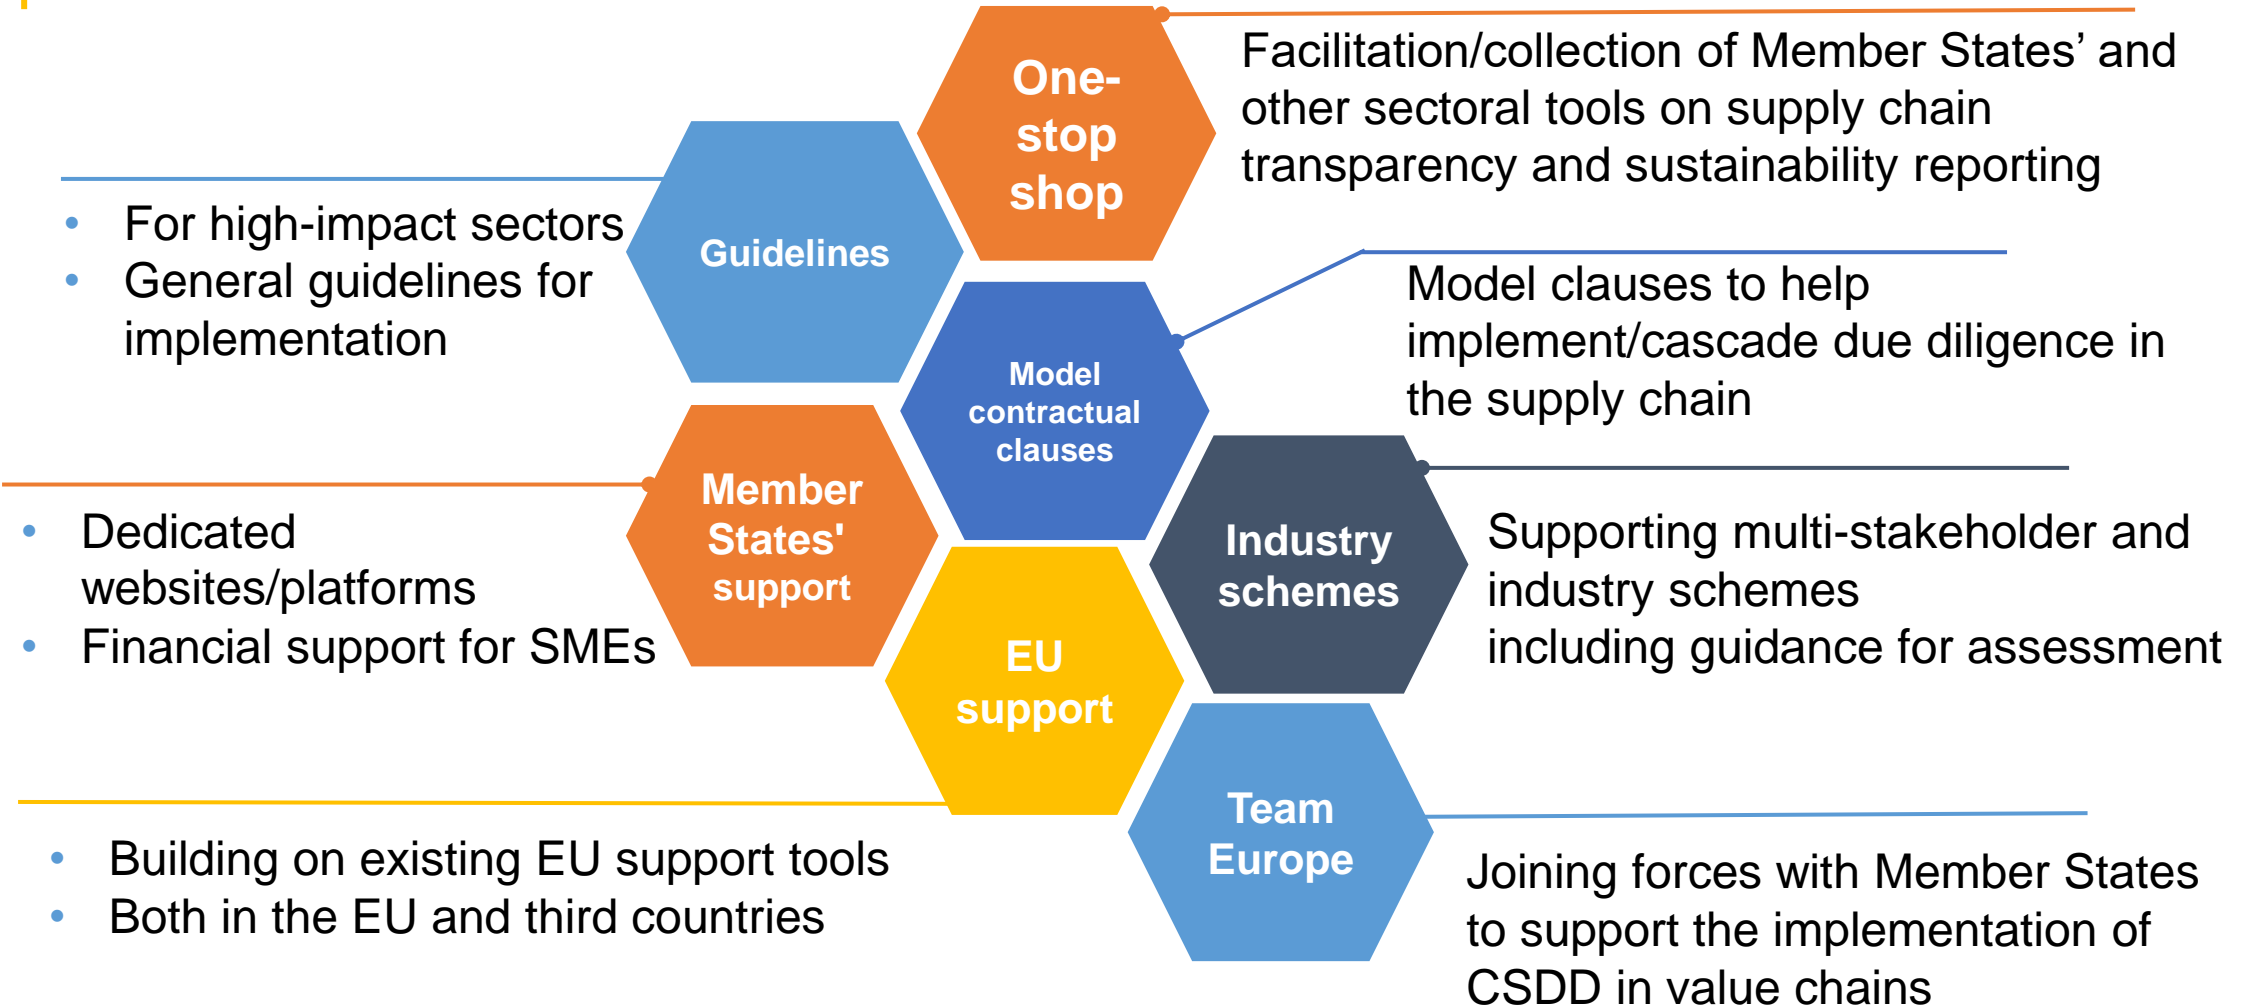 One-
stop
shop
Facilitation/collection of Member States’ and
other sectoral tools on supply chain
transparency and sustainability reporting
Guidelines
• For high-impact sectors
• General guidelines for
implementation
Model
contractual
clauses
Model clauses to help
implement/cascade due diligence in
the supply chain
Member
States'
support
• Dedicated
websites/platforms
• Financial support for SMEs
Industry
schemes
Supporting multi-stakeholder and
industry schemes
including guidance for assessment
EU
support
• Building on existing EU support tools
• Both in the EU and third countries
Team
Europe
Joining forces with Member States
to support the implementation of
CSDD in value chains